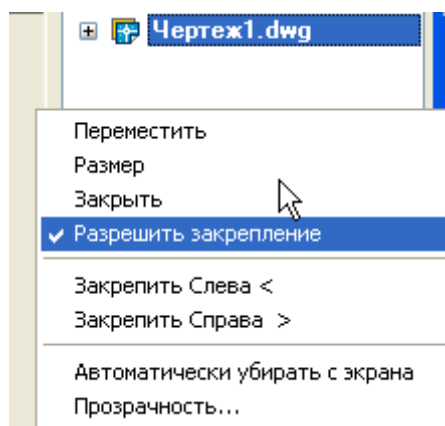 Чертеж1.dwg
Переместить
Размер
Закрыть
Разрешить закрепление
Закрепить Слева <
Закрепить Справа >
Автоматически убирать с экрана
Прозрачность...